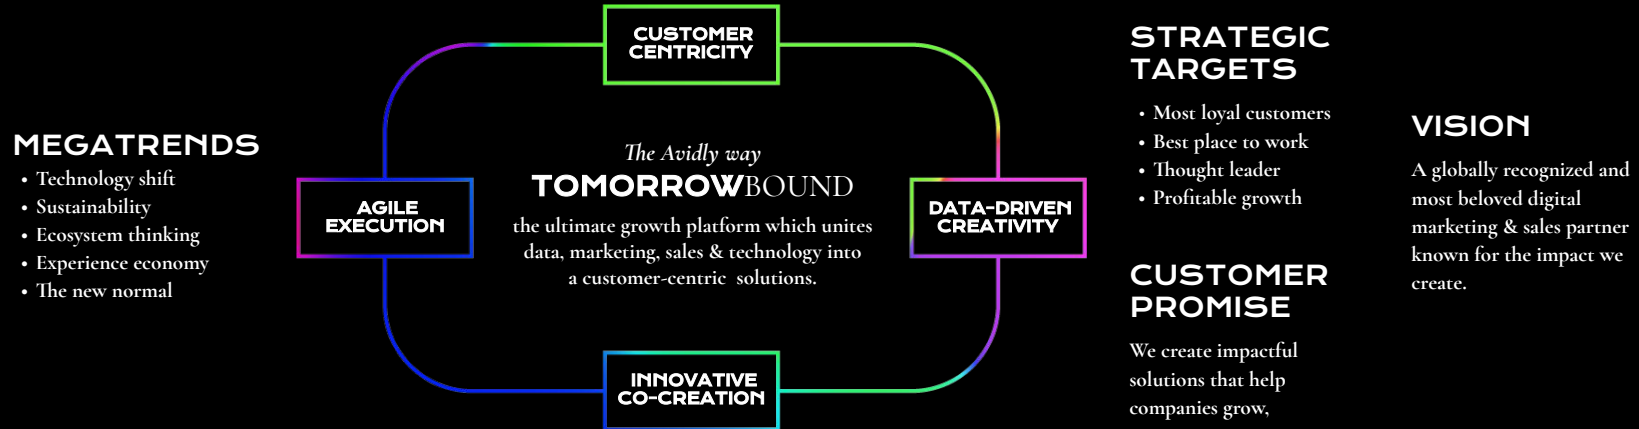 MEGATRENDS
• Technology shift
• Sustainability
• Ecosystem thinking
• Experience economy
• The new normal
CUSTOMER
CENTRICITY
AGILE
EXECUTION
The Avidly way
TOMORROWBOUND
the ultimate growth platform which unites
data, marketing, sales & technology into
a customer-centric solutions.
DATA-DRIVEN
CREATIVITY
INNOVATIVE
CO-CREATION
STRATEGIC
TARGETS
• Most loyal customers
• Best place to work
• Thought leader
• Profitable growth
CUSTOMER
PROMISE
We create impactful
solutions that help
companies grow,
VISION
A globally recognized and
most beloved digital
marketing & sales partner
known for the impact we
create.